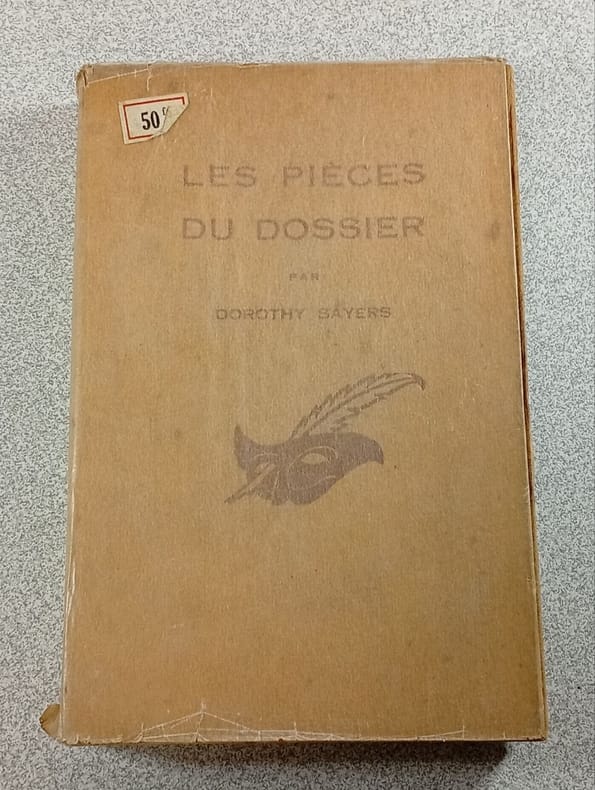 50
LES PIÈCES
DU DOSSIER
PAR
DOROTHY SAYERS